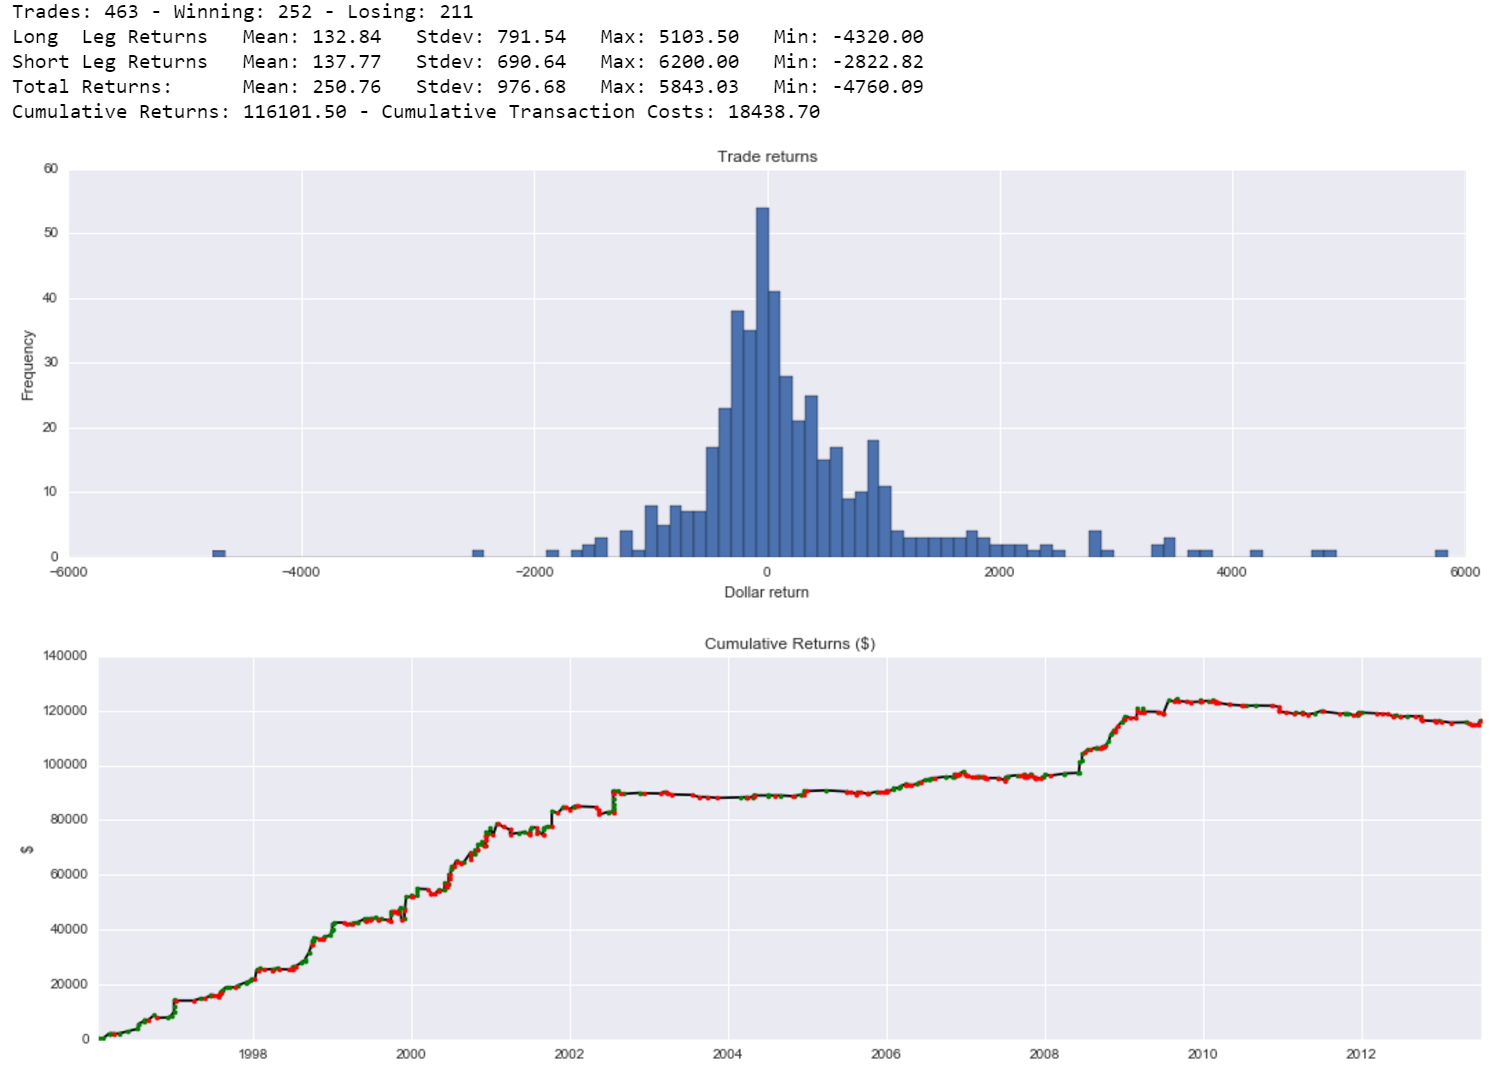 Trades: 463 - Winning: 252 - Losing: 211
Long  Leg Returns   Mean: 132.84   Stdev: 791.54   Max: 5103.50   Min: -4320.00
Short Leg Returns   Mean: 137.77   Stdev: 690.64   Max: 6200.00   Min: -2822.82
Total Returns:      Mean: 250.76   Stdev: 976.68   Max: 5843.03   Min: -4760.09
Cumulative Returns: 116101.50 - Cumulative Transaction Costs: 18438.70
Trade returns
60
50
40
30
20
10
0
Frequency
−6000 −4000 −2000 0 2000 4000 6000
Dollar return
Cumulative Returns ($)
140000
120000
100000
80000
60000
40000
20000
0
$
1998 2000 2002 2004 2006 2008 2010 2012